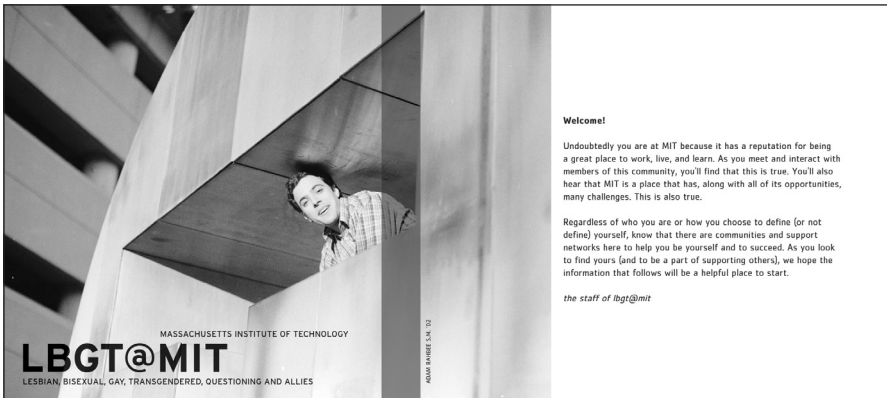 MASSACHUSETTS INSTITUTE OF TECHNOLOGY
LBGT@MIT
LESBIAN, BISEXUAL, GAY, TRANSGENDERED, QUESTIONING AND ALLIES
ADAM RAHBEE S.M. '02
Welcome!
Undoubtedly you are at MIT because it has a reputation for being
a great place to work, live, and learn. As you meet and interact with
members of this community, you'll find that this is true. You'll also
hear that MIT is a place that has, along with all of its opportunities,
many challenges. This is also true.
Regardless of who you are or how you choose to define (or not
define) yourself, know that there are communities and support
networks here to help you be yourself and to succeed. As you look
to find yours (and to be a part of supporting others), we hope the
information that follows will be a helpful place to start.
the staff of lbgt@mit